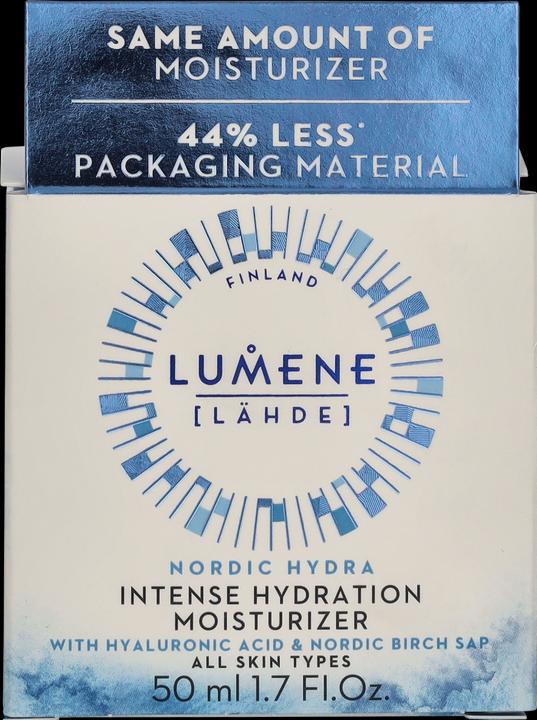 SAME AMOUNT OF
MOISTURIZER
44% LESS*
PACKAGING MATERIAL
FINLAND
LUMENE
[LÄHDE]
NORDIC HYDRA
INTENSE HYDRATION
MOISTURIZER
WITH HYALURONIC ACID & NORDIC BIRCH SAP
ALL SKIN TYPES
50 ml 1.7 Fl.Oz.